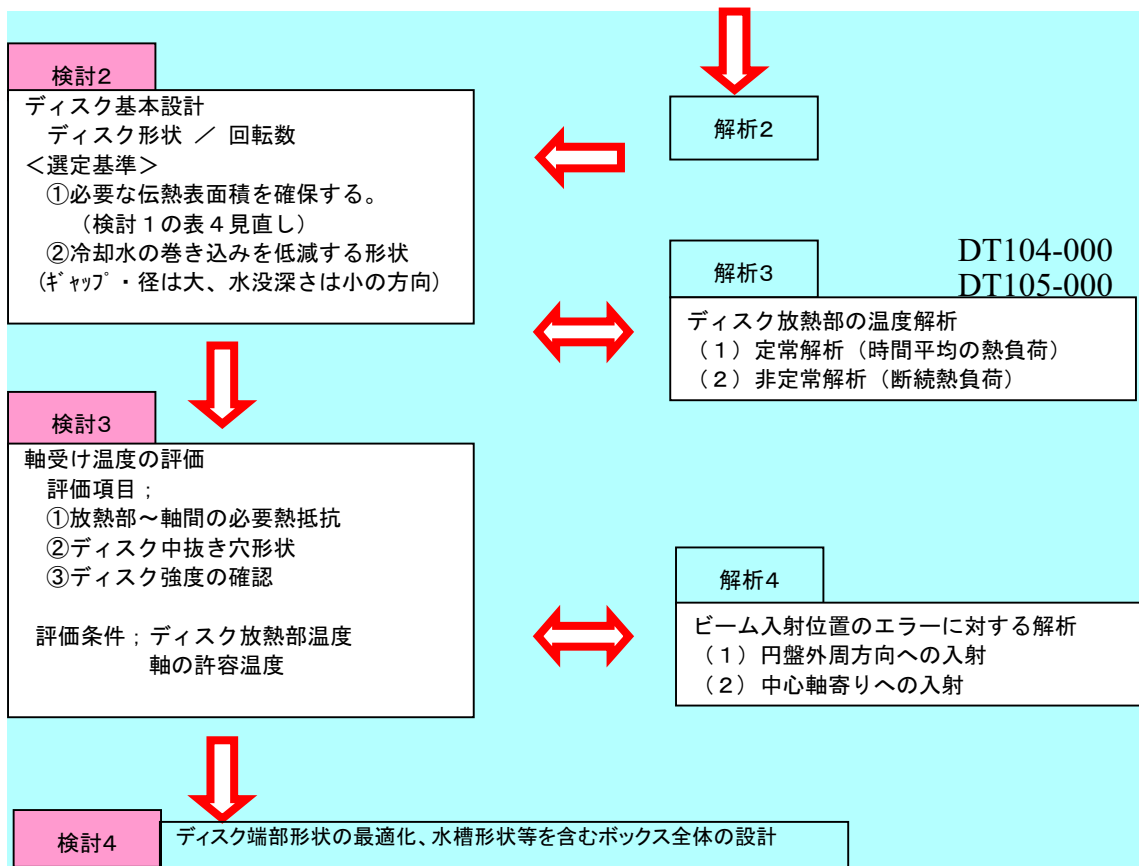 検討2
ディスク基本設計
ディスク形状 ／ 回転数
＜選定基準＞
①必要な伝熱表面積を確保する。
（検討１の表４見直し）
②冷却水の巻き込みを低減する形状
(ｷﾞｬｯﾌﾟ・径は大、水没深さは小の方向)
解析2
解析3
DT104-000
DT105-000
ディスク放熱部の温度解析
（１）定常解析（時間平均の熱負荷）
（２）非定常解析（断続熱負荷）
検討3
軸受け温度の評価
評価項目；
①放熱部～軸間の必要熱抵抗
②ディスク中抜き穴形状
③ディスク強度の確認
評価条件；ディスク放熱部温度
軸の許容温度
解析4
ビーム入射位置のエラーに対する解析
（１）円盤外周方向への入射
（２）中心軸寄りへの入射
検討4
ディスク端部形状の最適化、水槽形状等を含むボックス全体の設計